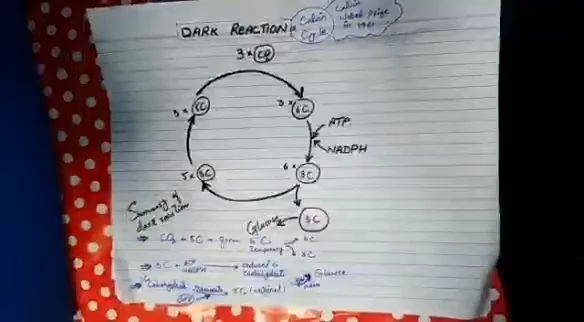 DARK REACTION Calvin Cycle Calvin Nobel Prize in 1961
3 × CO₂
3 × 5C
3 × 6C
ATP
NADPH
5 × 3C
6 × 3C
Glucose 3C
Summary of dark reaction
⇒ CO₂ + 5C → 6C 3C
temporary 3C
⇒ 3C + ATP NADPH → reduced to carbohydrate
Carbohydrate 5C Glucose